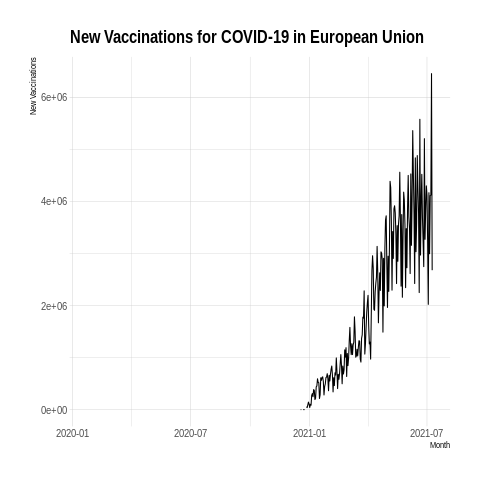 New Vaccinations for COVID-19 in European Union
New Vaccinations
6e+06
4e+06
2e+06
0e+00
2020-01 2020-07 2021-01 2021-07
Month